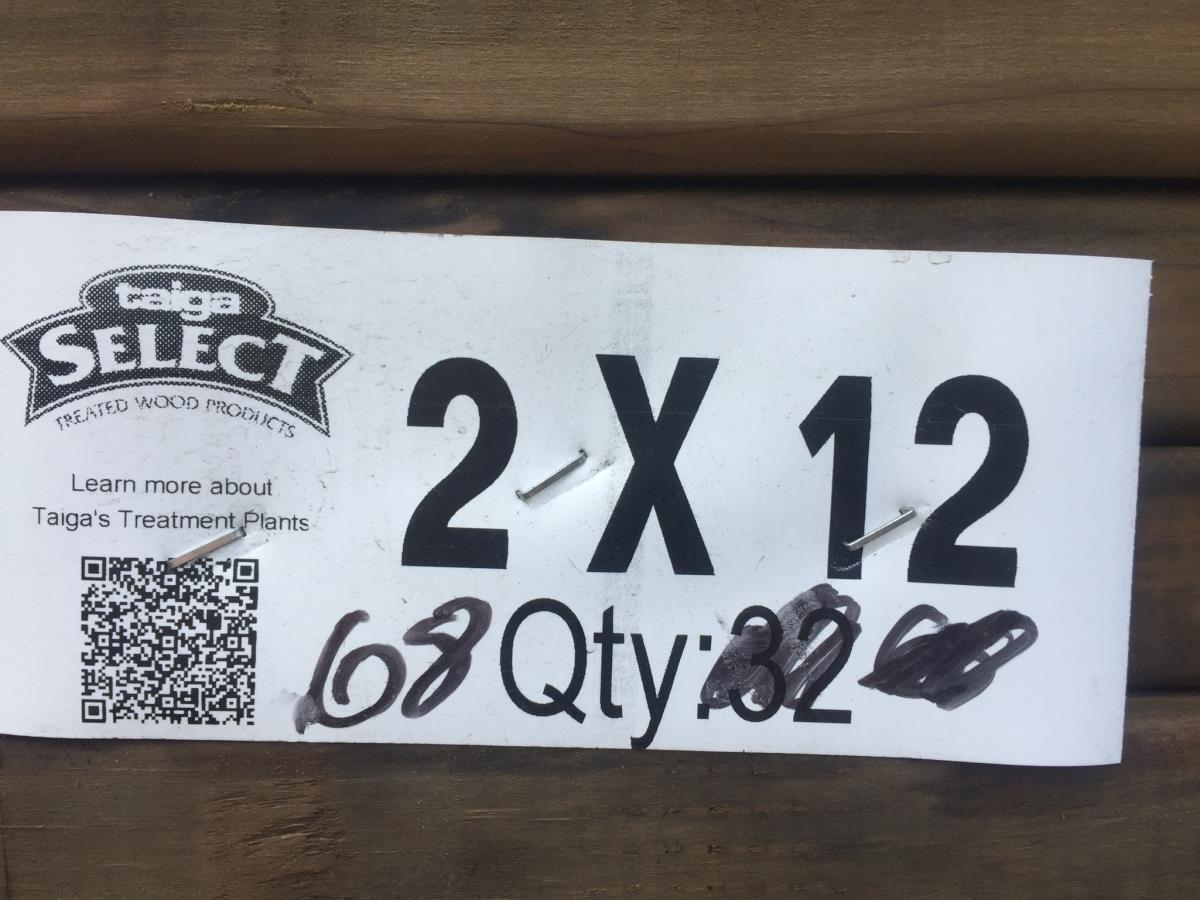 taiga
SELECT
TREATED WOOD PRODUCTS
Learn more about
Taiga's Treatment Plants
2 X 12
68 Qty:32